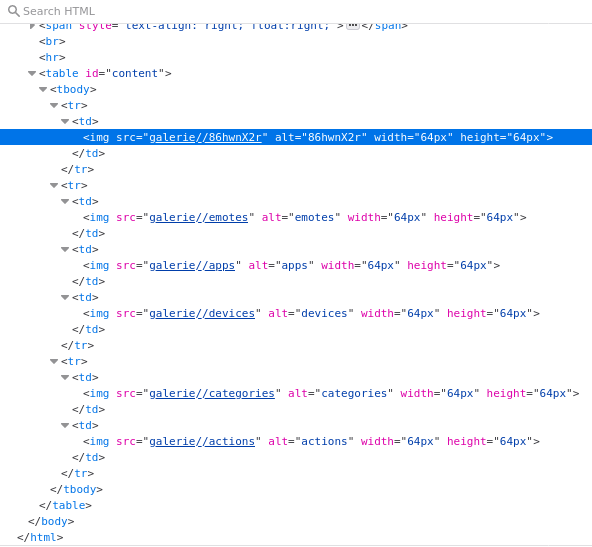 Search HTML
<span style=" text-align: right; float:right; "></span>
<br>
<hr>
<table id="content">
<tbody>
<tr>
<td>
<img src="galerie//86hwnX2r" alt="86hwnX2r" width="64px" height="64px">
</td>
</tr>
<tr>
<td>
<img src="galerie//emotes" alt="emotes" width="64px" height="64px">
</td>
<td>
<img src="galerie//apps" alt="apps" width="64px" height="64px">
</td>
<td>
<img src="galerie//devices" alt="devices" width="64px" height="64px">
</td>
</tr>
<tr>
<td>
<img src="galerie//categories" alt="categories" width="64px" height="64px">
</td>
<td>
<img src="galerie//actions" alt="actions" width="64px" height="64px">
</td>
</tr>
</tbody>
</table>
</body>
</html>